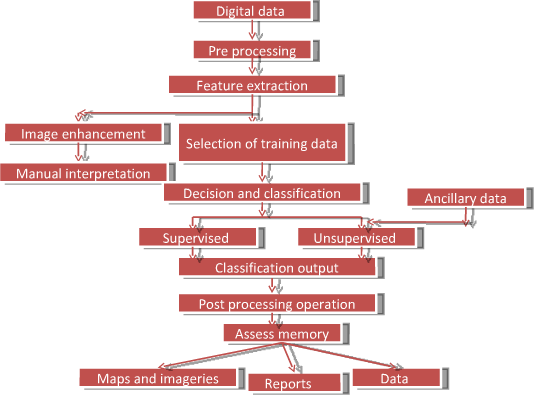 Digital data
Pre processing
Feature extraction
Image enhancement
Selection of training data
Manual interpretation
Decision and classification
Ancillary data
Supervised
Unsupervised
Classification output
Post processing operation
Assess memory
Maps and imageries
Reports
Data